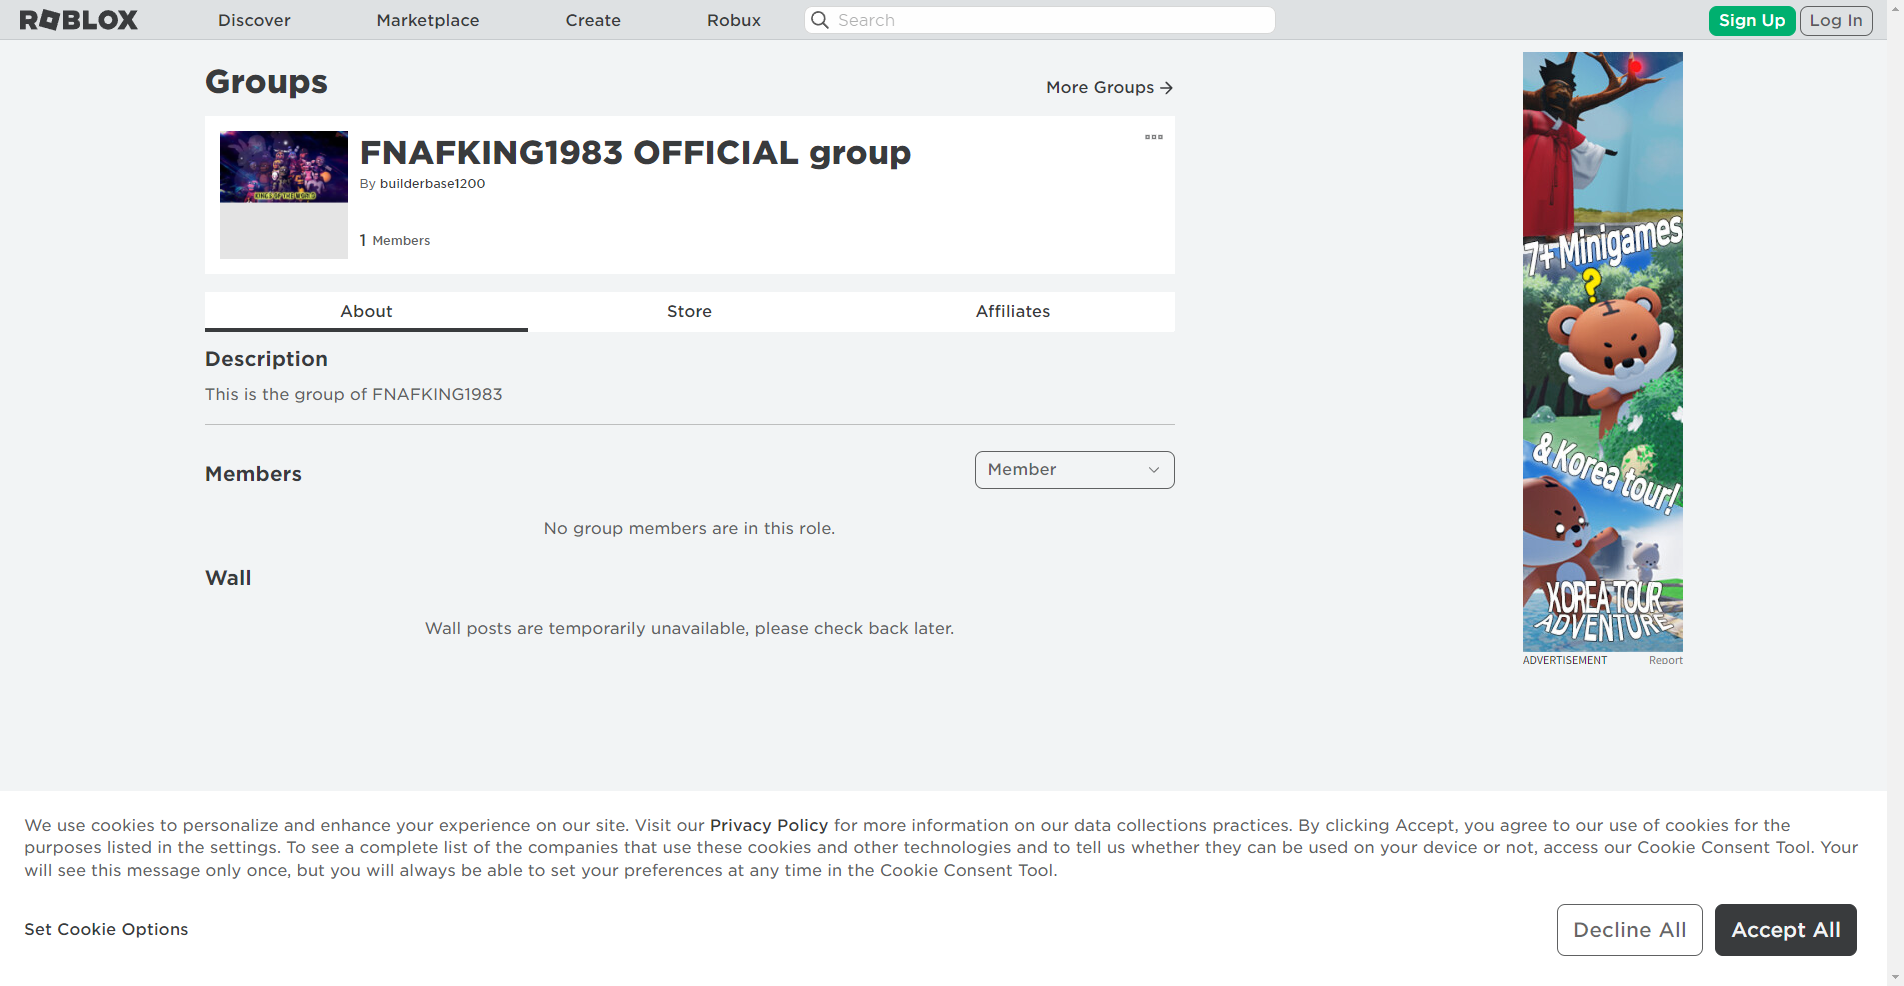 ROBLOX
Discover
Marketplace
Create
Robux
Search
Sign Up
Log In
Groups
More Groups
FNAFKING1983 OFFICIAL group
By builderbase1200
KINGS OF THE WORLD
1 Members
About
Store
Affiliates
Description
This is the group of FNAFKING1983
Members
Member
No group members are in this role.
Wall
Wall posts are temporarily unavailable, please check back later.
7+ Minigames
?
& Korea tour!
KOREA TOUR
ADVENTURE
ADVERTISEMENT
Report
We use cookies to personalize and enhance your experience on our site. Visit our Privacy Policy for more information on our data collections practices. By clicking Accept, you agree to our use of cookies for the
purposes listed in the settings. To see a complete list of the companies that use these cookies and other technologies and to tell us whether they can be used on your device or not, access our Cookie Consent Tool. Your
will see this message only once, but you will always be able to set your preferences at any time in the Cookie Consent Tool.
Set Cookie Options
Decline All
Accept All